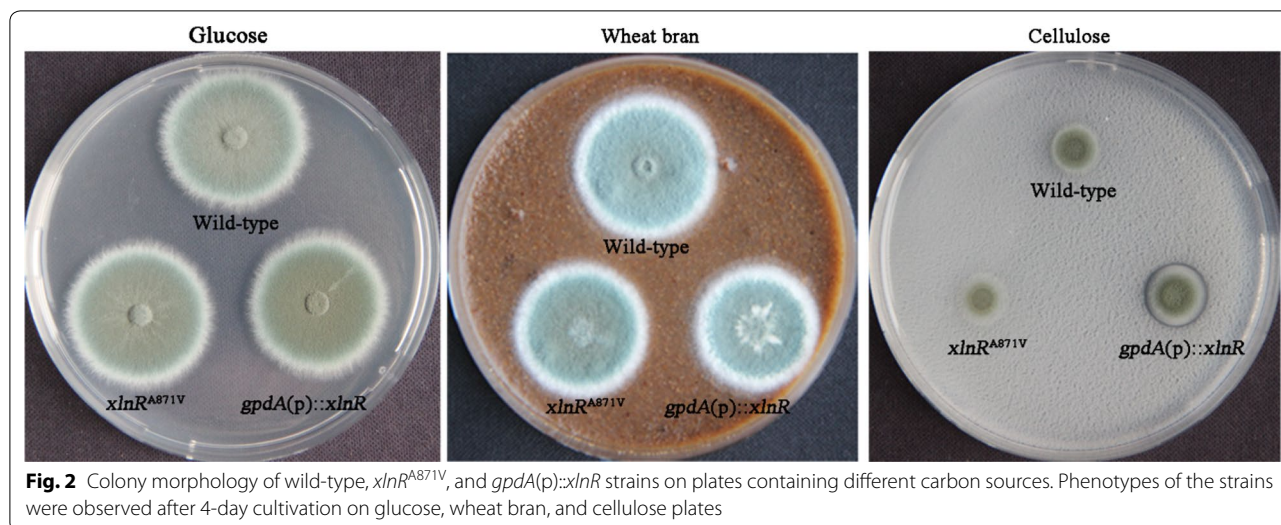 Glucose
Wild-type
xlnRA871V
gpdA(p)::xlnR
Wheat bran
Wild-type
xlnRA871V
gpdA(p)::xlnR
Cellulose
Wild-type
xlnRA871V
gpdA(p)::xlnR
Fig. 2 Colony morphology of wild-type, xlnRA871V, and gpdA(p)::xlnR strains on plates containing different carbon sources. Phenotypes of the strains
were observed after 4-day cultivation on glucose, wheat bran, and cellulose plates